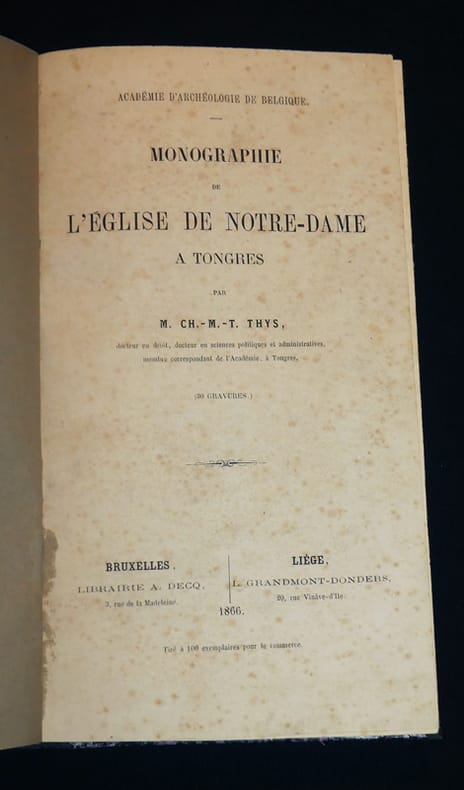 ACADÉMIE D'ARCHÉOLOGIE DE BELGIQUE.
MONOGRAPHIE
DE
L'ÉGLISE DE NOTRE-DAME
A TONGRES
PAR
M. CH.-M.-T. THYS,
docteur en droit, docteur en sciences politiques et administratives,
membre correspondant de l'Académie, à Tongres.
(30 GRAVURES.)
BRUXELLES,
LIBRAIRIE A. DECQ,
9, rue de la Madeleine.
LIÈGE,
L. GRANDMONT-DONDERS,
20, rue Vinâve-d'Ile.
1866.
Tiré à 100 exemplaires pour le commerce.